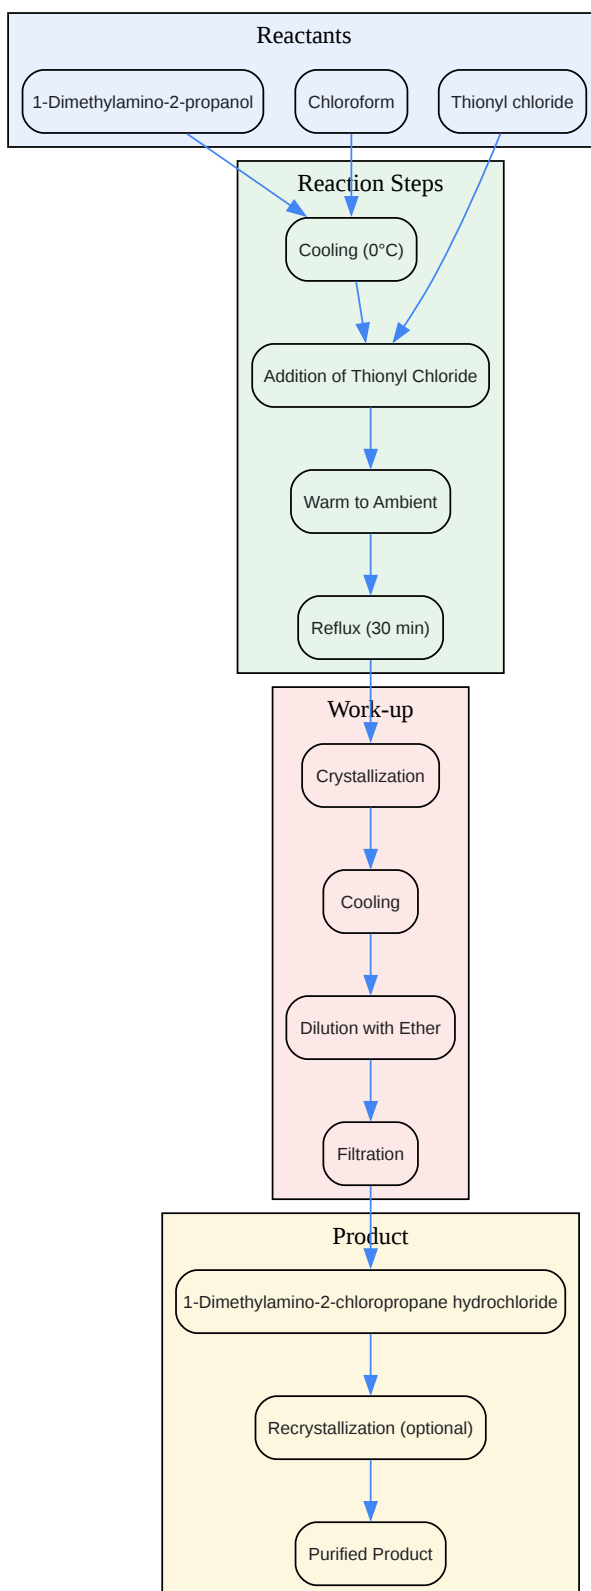 Reactants
1-Dimethylamino-2-propanol
Chloroform
Thionyl chloride
Reaction Steps
Cooling (0°C)
Addition of Thionyl Chloride
Warm to Ambient
Reflux (30 min)
Work-up
Crystallization
Cooling
Dilution with Ether
Filtration
Product
1-Dimethylamino-2-chloropropane hydrochloride
Recrystallization (optional)
Purified Product